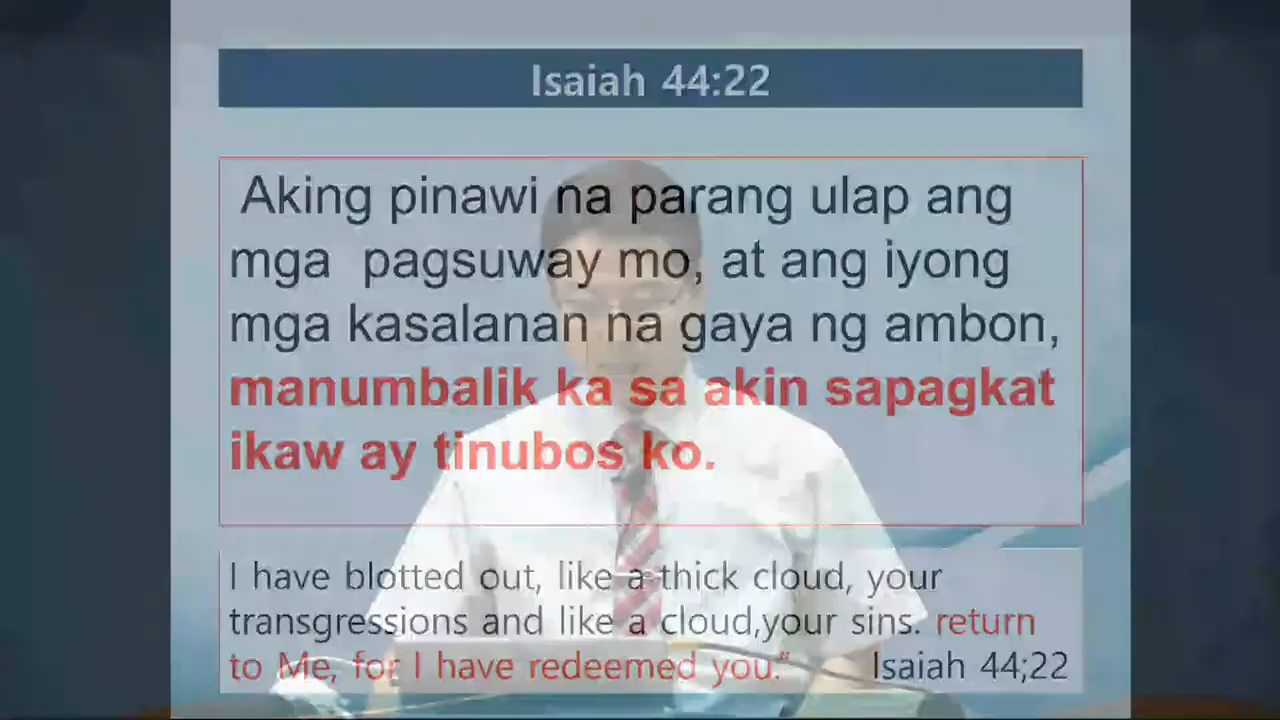 Isaiah 44:22
Aking pinawi na parang ulap ang
mga pagsuway mo, at ang iyong
mga kasalanan na gaya ng ambon,
manumbalik ka sa akin sapagkat
ikaw ay tinubos ko.
I have blotted out, like a thick cloud, your
transgressions and like a cloud,your sins. return
to Me, for I have redeemed you.“ Isaiah 44;22